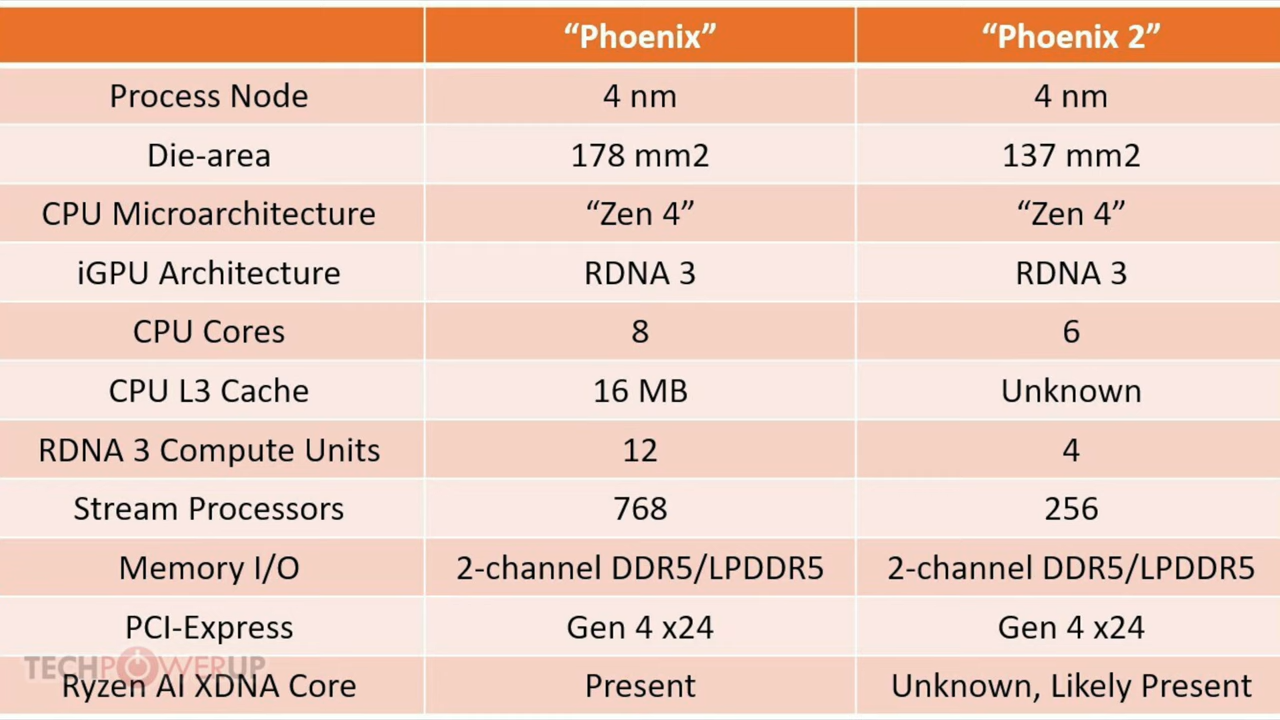 “Phoenix” “Phoenix 2”
Process Node 4 nm 4 nm
Die-area 178 mm2 137 mm2
CPU Microarchitecture “Zen 4” “Zen 4”
iGPU Architecture RDNA 3 RDNA 3
CPU Cores 8 6
CPU L3 Cache 16 MB Unknown
RDNA 3 Compute Units 12 4
Stream Processors 768 256
Memory I/O 2-channel DDR5/LPDDR5 2-channel DDR5/LPDDR5
PCI-Express Gen 4 x24 Gen 4 x24
TECHPOWERUP
Ryzen AI XDNA Core Present Unknown, Likely Present